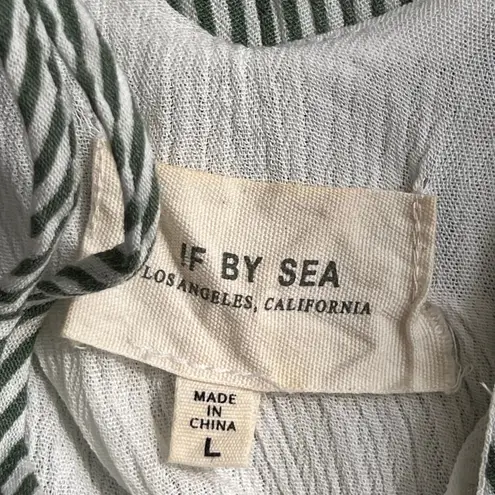 IF BY SEA
LOS ANGELES, CALIFORNIA
MADE
IN
CHINA
L